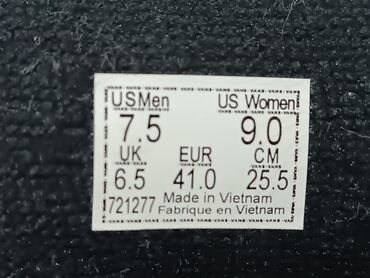 US Men US Women
7.5 9.0
UK EUR CM
6.5 41.0 25.5
721277 Made in Vietnam
Fabrique en Vietnam